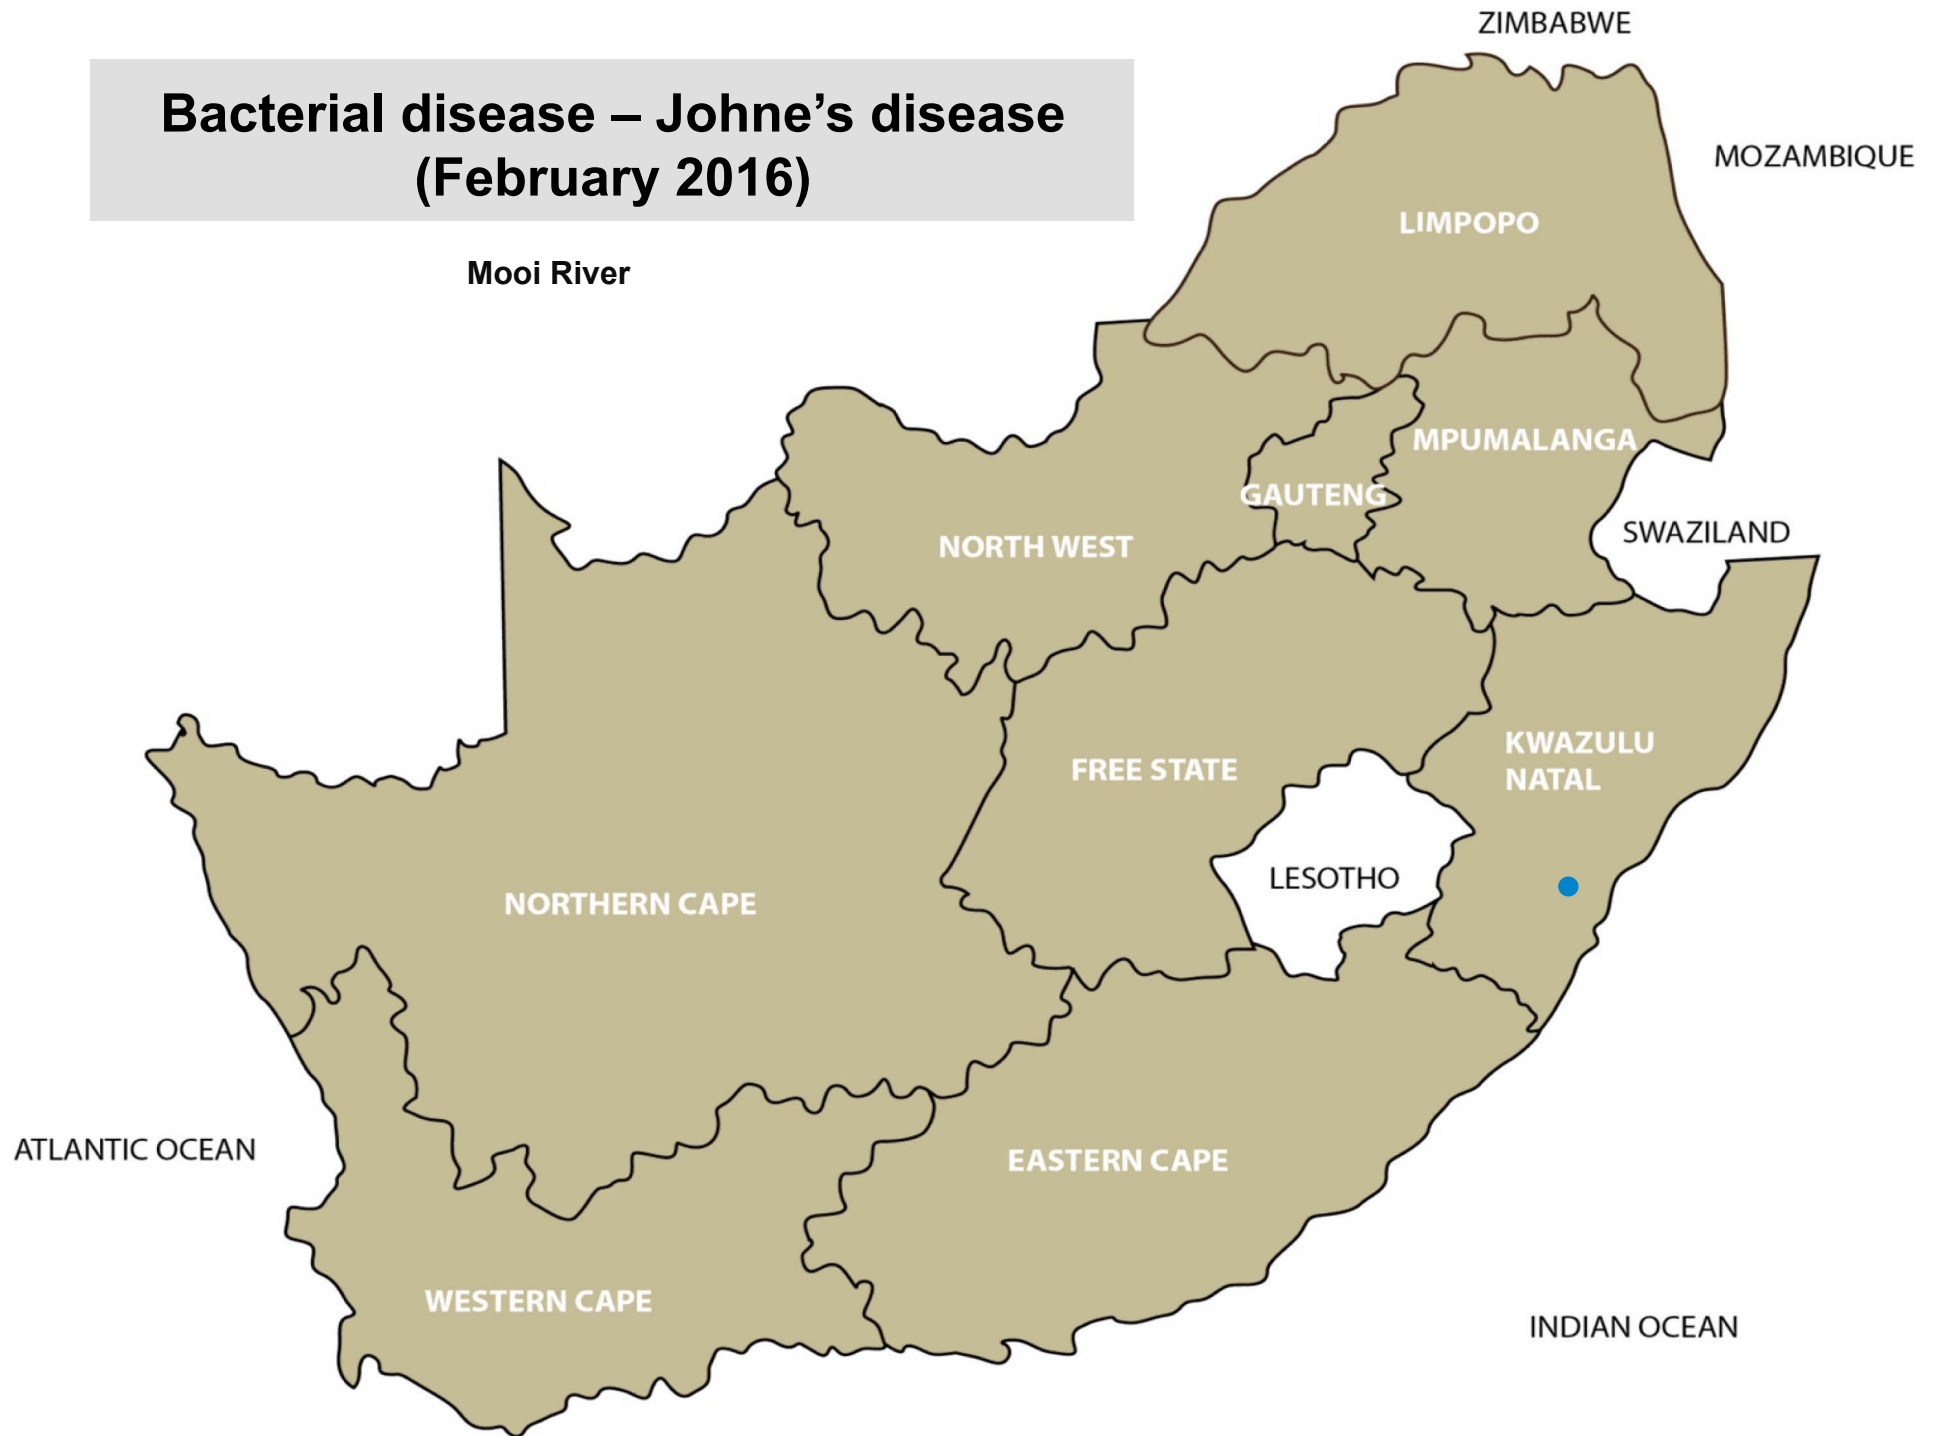 ZIMBABWE
Bacterial disease – Johne’s disease
(February 2016)
MOZAMBIQUE
LIMPOPO
Mooi River
MPUMALANGA
GAUTENG
SWAZILAND
NORTH WEST
KWAZULU
NATAL
FREE STATE
LESOTHO
NORTHERN CAPE
ATLANTIC OCEAN
EASTERN CAPE
WESTERN CAPE
INDIAN OCEAN